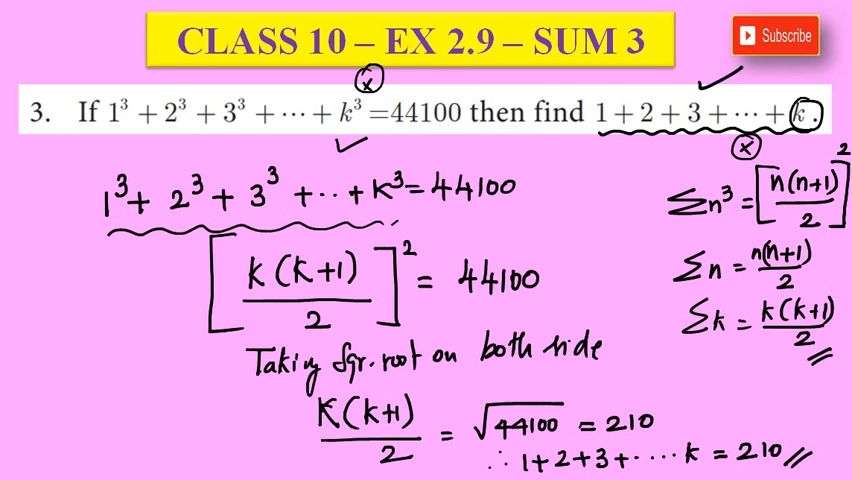 CLASS 10 – EX 2.9 – SUM 3
Subscribe
3. If 1³ + 2³ + 3³ + ⋯ + k³ =44100 then find 1 + 2 + 3 + ⋯ + k .
x
x
1³ + 2³ + 3³ + ... + K³ = 44100
[K(K+1)/2]² = 44100
Taking Sqr. root on both side
K(K+1)/2 = √44100 = 210
∴ 1+2+3+.....k = 210 //
Σn³ = [n(n+1)/2]²
Σn = n(n+1)/2
Σk = k(k+1)/2 //